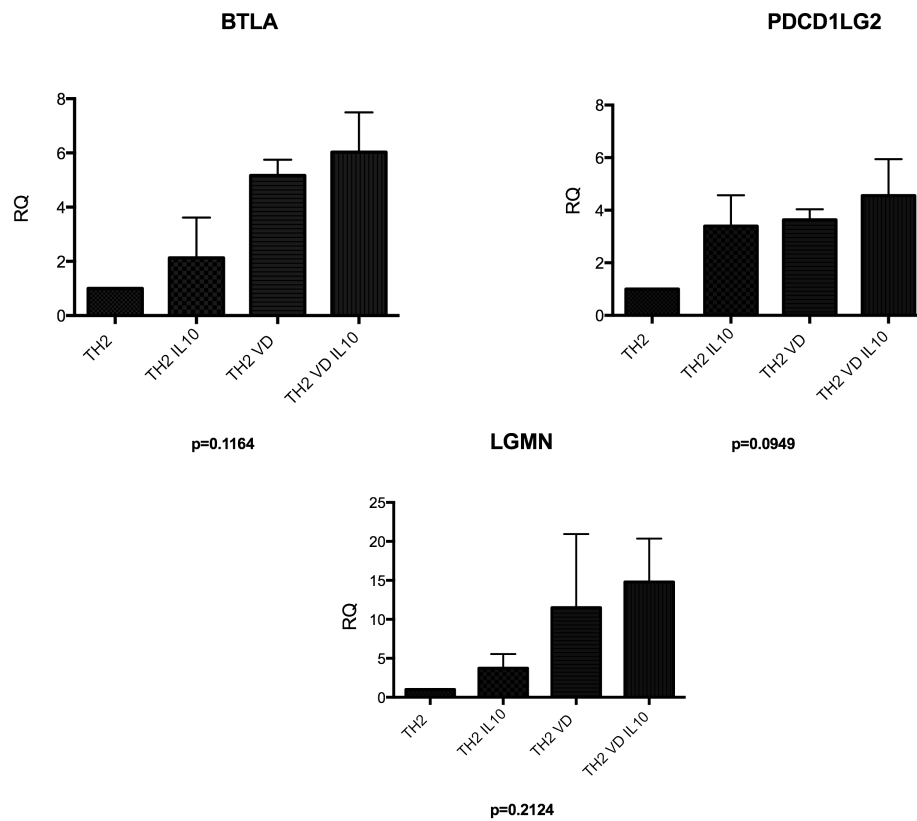 BTLA
RQ
8
6
4
2
0
TH2
TH2 IL10
TH2 VD
TH2 VD IL10
p=0.1164
PDCD1LG2
RQ
8
6
4
2
0
TH2
TH2 IL10
TH2 VD
TH2 VD IL10
p=0.0949
LGMN
RQ
25
20
15
10
5
0
TH2
TH2 IL10
TH2 VD
TH2 VD IL10
p=0.2124